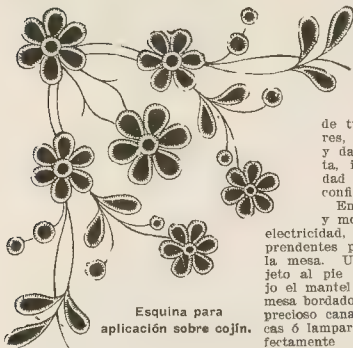 Esquina para
aplicación sobre cojín.
de t
res,
y da
ta, i
dad
confi
En
y mo
electricidad,
prendentes p
la mesa. U
jeto al pie
jo el mantel
mesa bordado
precioso cana
cas ó lampar
fectamente